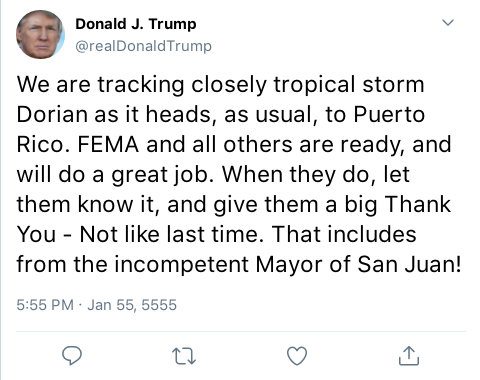 Donald J. Trump
@realDonaldTrump
We are tracking closely tropical storm
Dorian as it heads, as usual, to Puerto
Rico. FEMA and all others are ready, and
will do a great job. When they do, let
them know it, and give them a big Thank
You - Not like last time. That includes
from the incompetent Mayor of San Juan!
5:55 PM · Jan 55, 5555